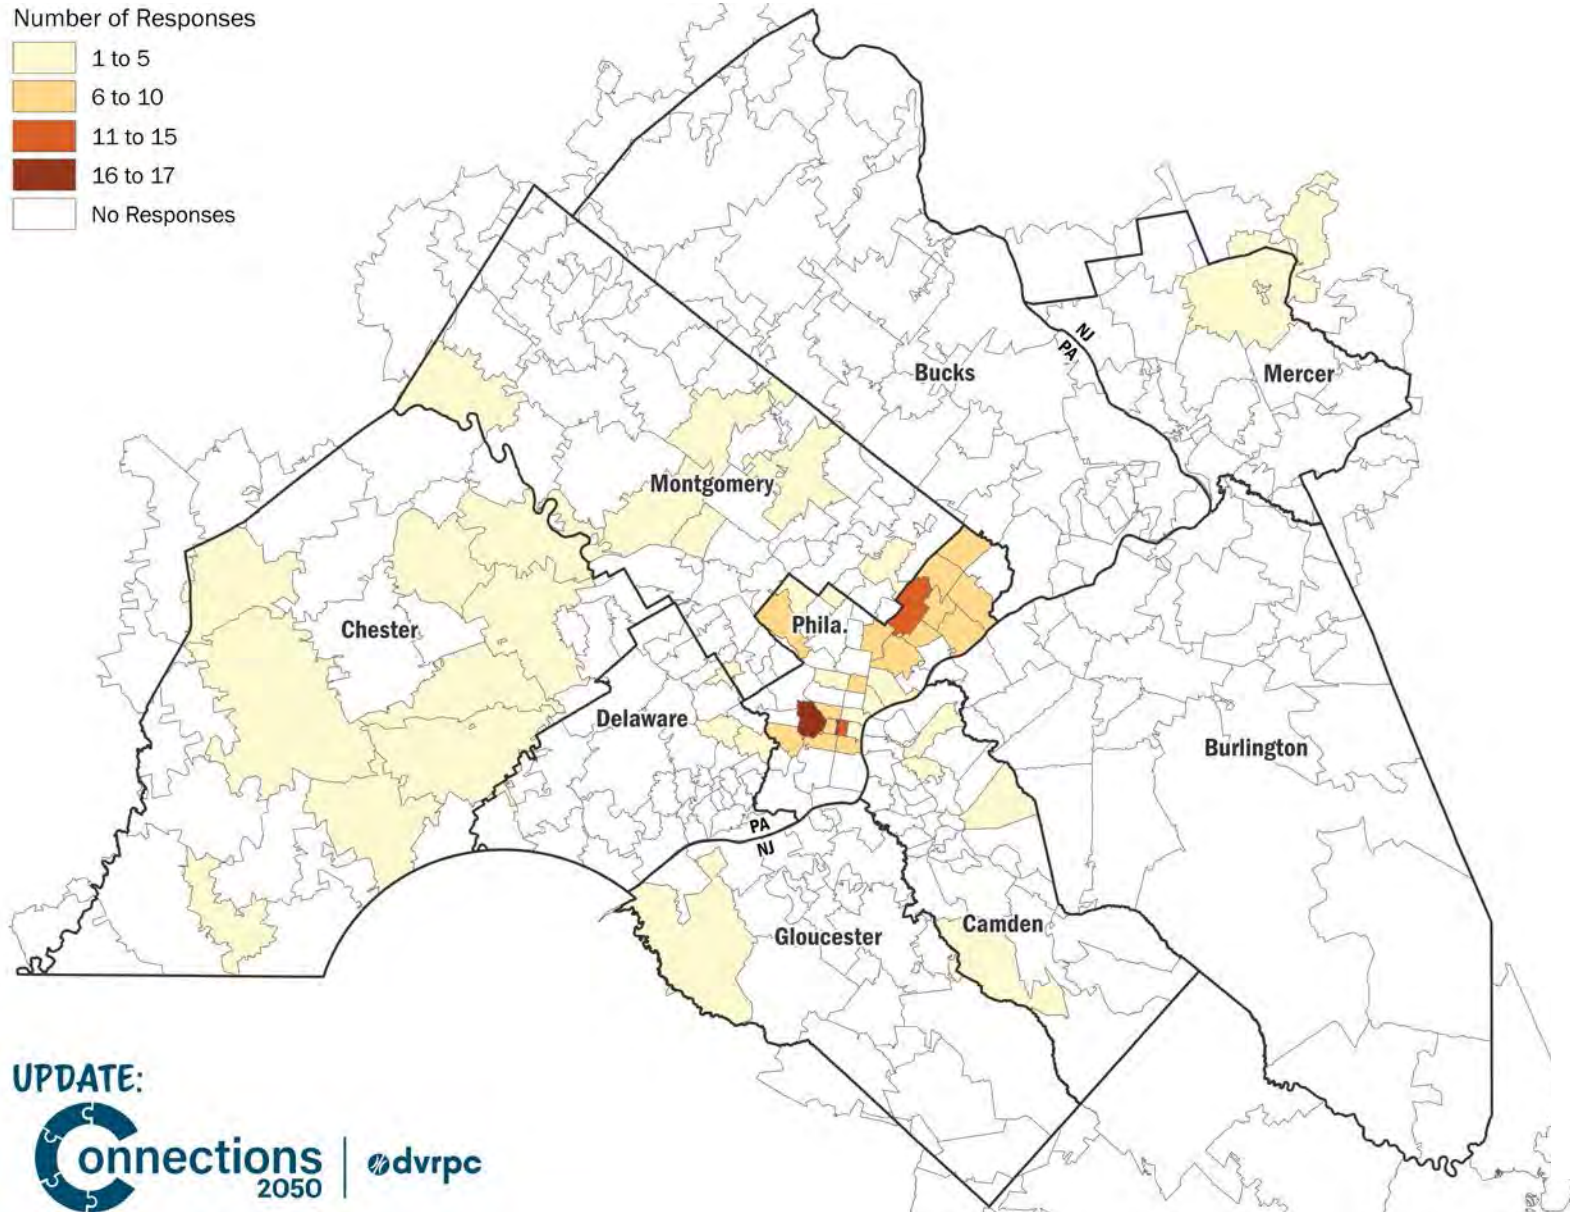 Number of Responses
1 to 5
6 to 10
11 to 15
16 to 17
No Responses
NJ
PA
Bucks
Mercer
Montgomery
Chester
Phila.
Delaware
Burlington
PA
NJ
Camden
Gloucester
UPDATE:
Connections
2050
dvrpc